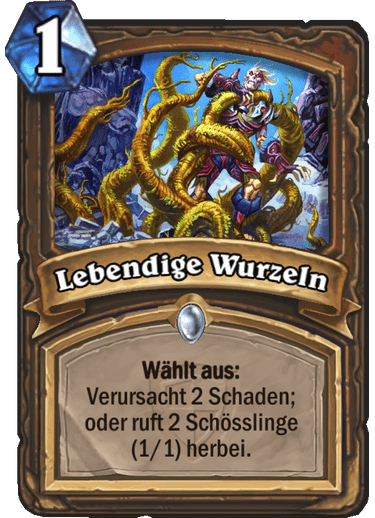 1
Lebendige Wurzeln
Wählt aus:
Verursacht 2 Schaden;
oder ruft 2 Schösslinge
(1/1) herbei.